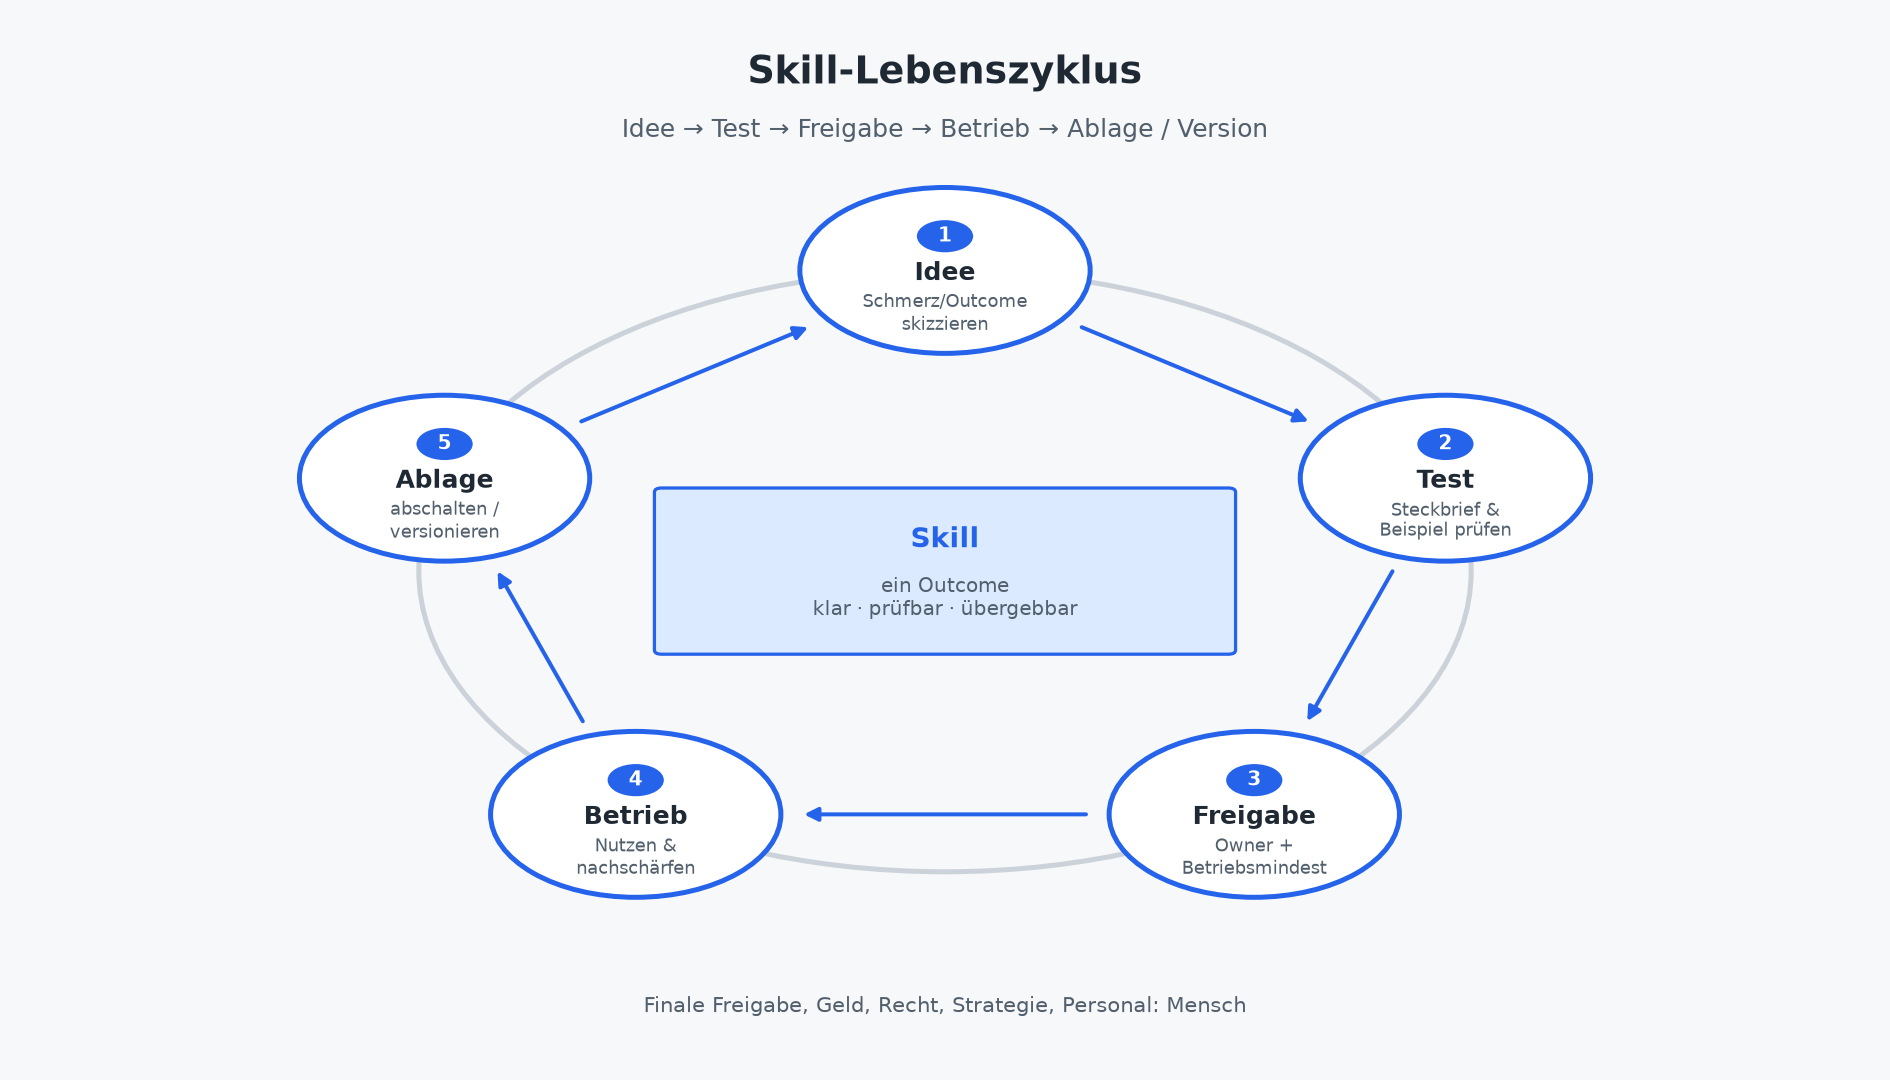 Skill-Lebenszyklus
Idee → Test → Freigabe → Betrieb → Ablage / Version
1
Idee
Schmerz/Outcome
skizzieren
2
Test
Steckbrief &
Beispiel prüfen
3
Freigabe
Owner +
Betriebsmindest
4
Betrieb
Nutzen &
nachschärfen
5
Ablage
abschalten /
versionieren
Skill
ein Outcome
klar · prüfbar · übergebbar
Finale Freigabe, Geld, Recht, Strategie, Personal: Mensch